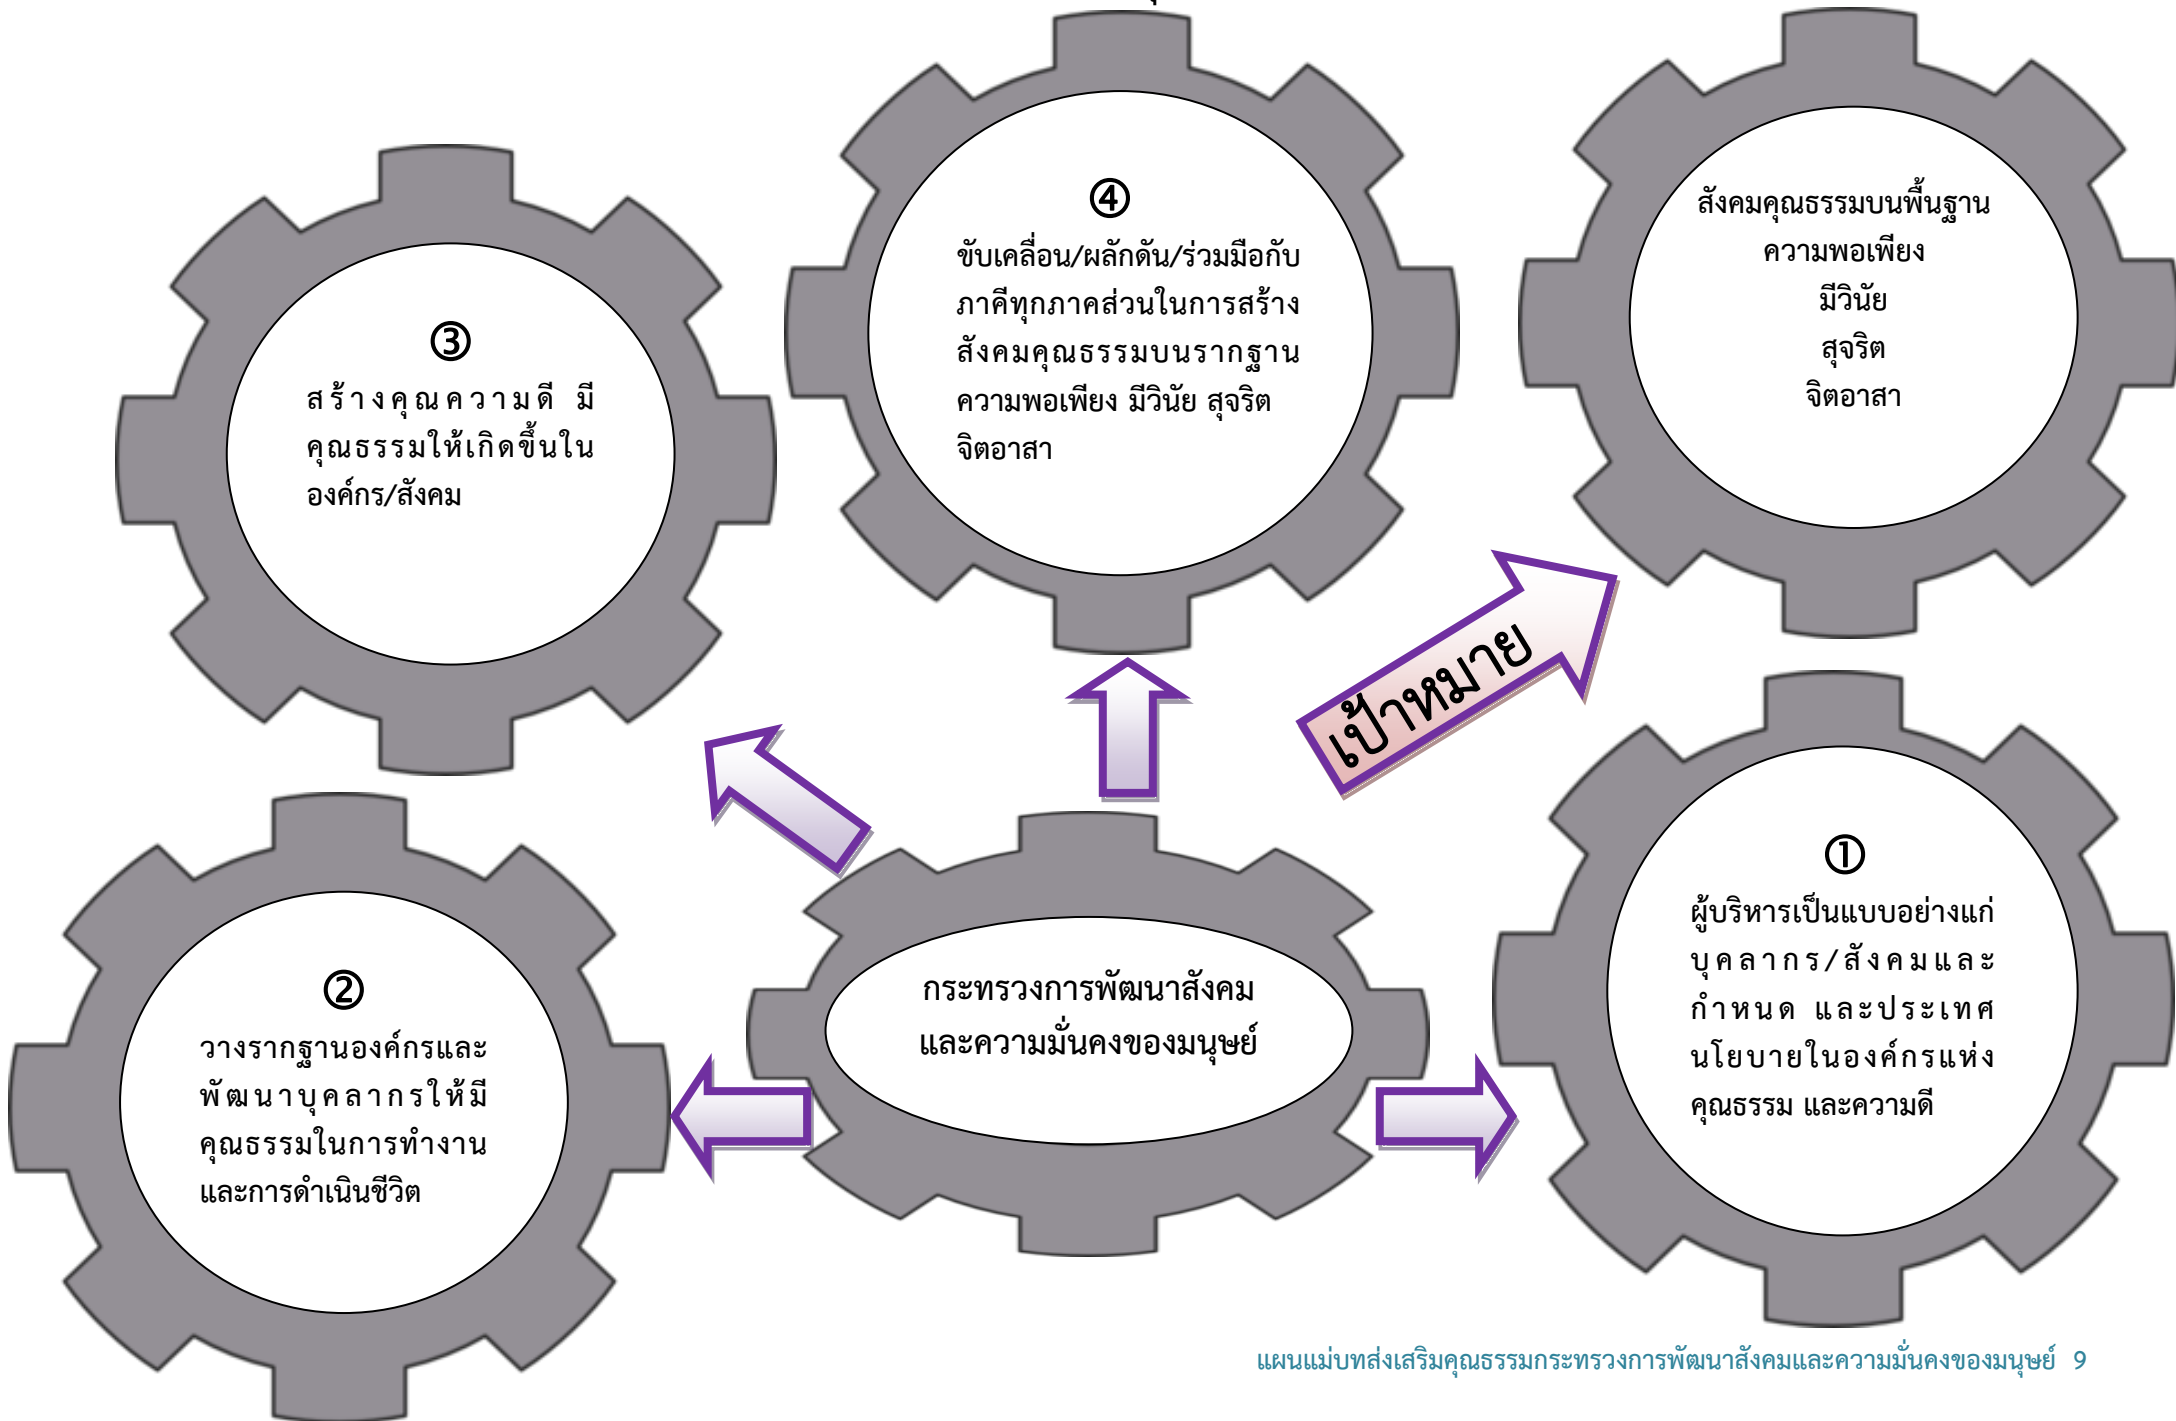 ④
ขับเคลื่อน/ผลักดัน/ร่วมมือกับ
ภาคีทุกภาคส่วนในการสร้าง
สังคมคุณธรรมบนรากฐาน
ความพอเพียง มีวินัย สุจริต
จิตอาสา
สังคมคุณธรรมบนพื้นฐาน
ความพอเพียง
มีวินัย
สุจริต
จิตอาสา
③
สร้างคุณความดี มี
คุณธรรมให้เกิดขึ้นใน
องค์กร/สังคม
เป้าหมาย
①
ผู้บริหารเป็นแบบอย่างแก่
บุคลากร/สังคมและ
กำหนด และประเทศ
นโยบายในองค์กรแห่ง
คุณธรรม และความดี
②
วางรากฐานองค์กรและ
พัฒนาบุคลากรให้มี
คุณธรรมในการทำงาน
และการดำเนินชีวิต
กระทรวงการพัฒนาสังคม
และความมั่นคงของมนุษย์
แผนแม่บทส่งเสริมคุณธรรมกระทรวงการพัฒนาสังคมและความมั่นคงของมนุษย์ 9